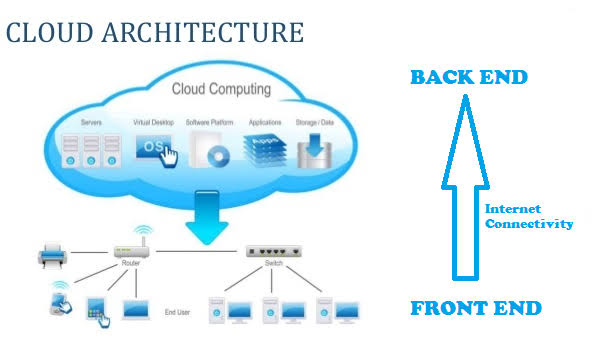 CLOUD ARCHITECTURE
Cloud Computing
Servers
Virtual Desktop
Software Platform
Applications
Storage / Data
OS
Apps
Router
Switch
End User
BACK END
Internet
Connectivity
FRONT END